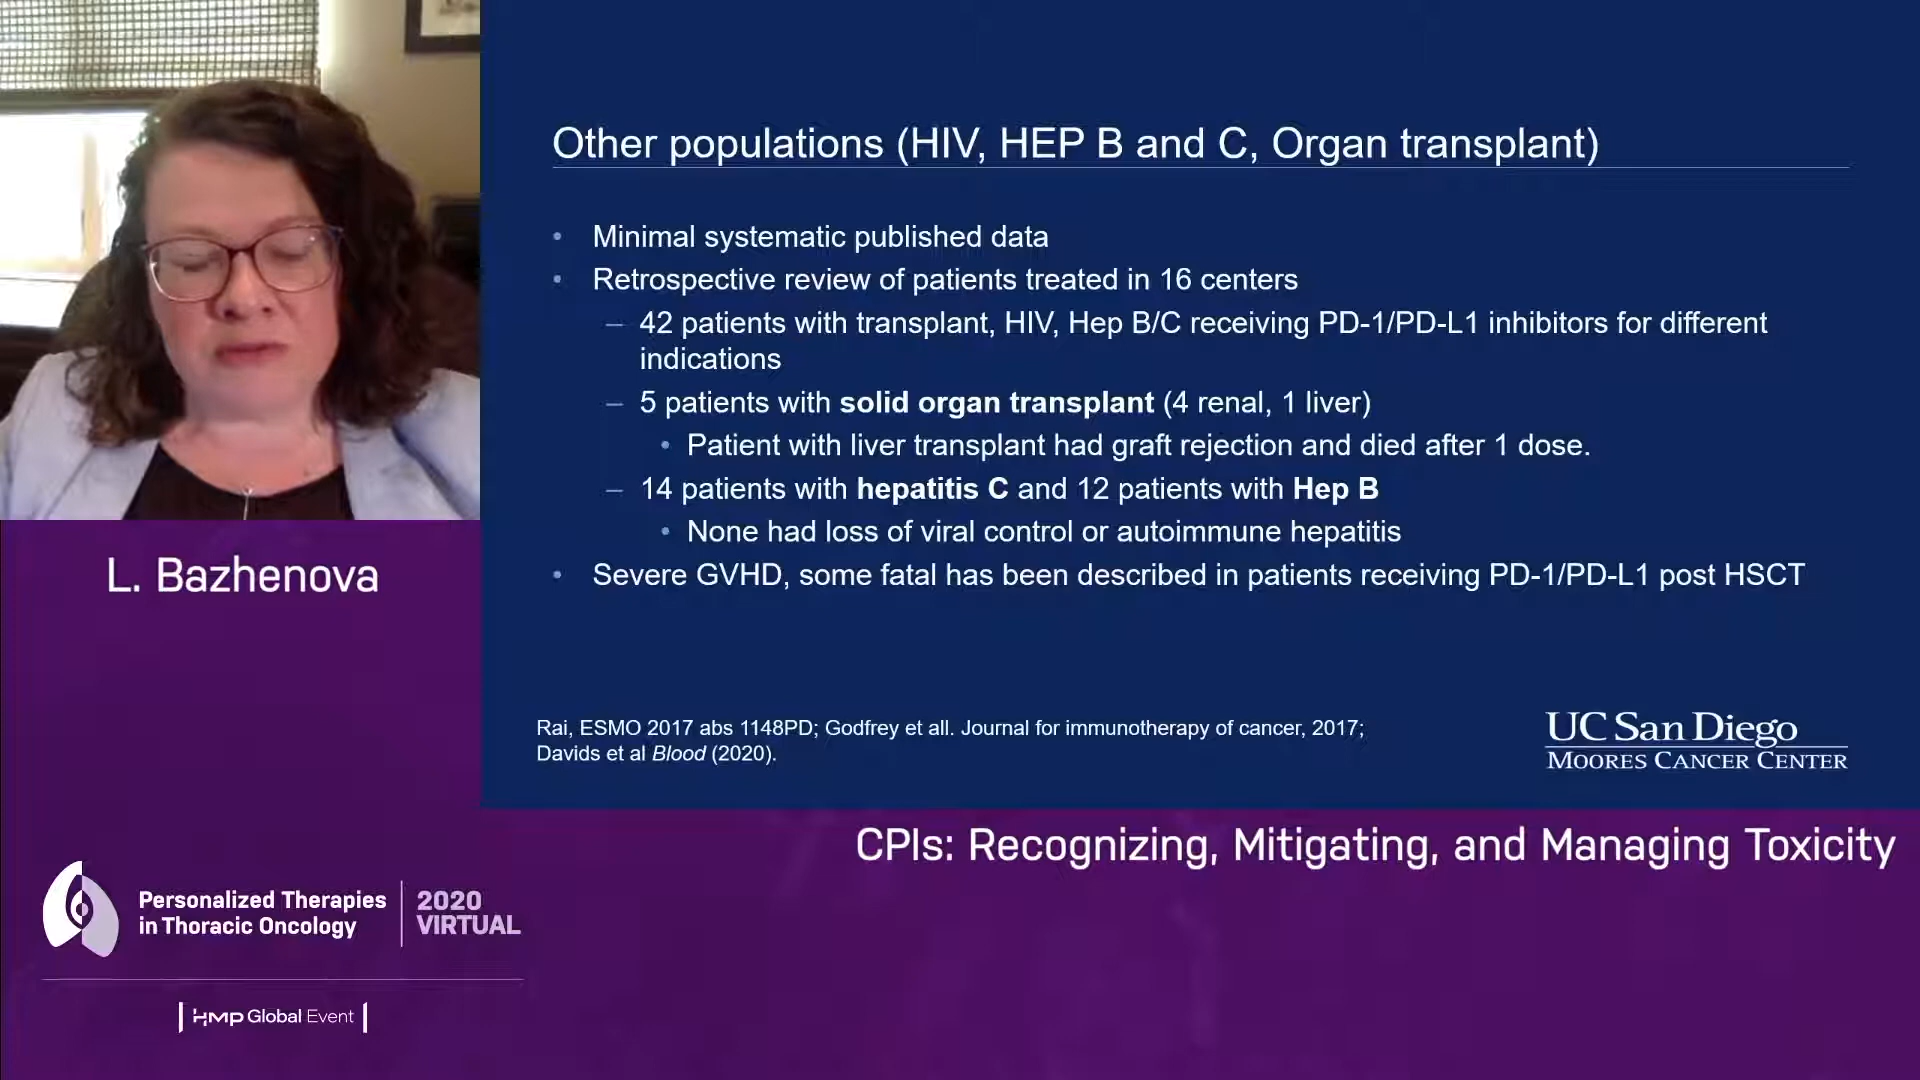 Other populations (HIV, HEP B and C, Organ transplant)
• Minimal systematic published data
• Retrospective review of patients treated in 16 centers
– 42 patients with transplant, HIV, Hep B/C receiving PD-1/PD-L1 inhibitors for different
indications
– 5 patients with solid organ transplant (4 renal, 1 liver)
• Patient with liver transplant had graft rejection and died after 1 dose.
– 14 patients with hepatitis C and 12 patients with Hep B
• None had loss of viral control or autoimmune hepatitis
• Severe GVHD, some fatal has been described in patients receiving PD-1/PD-L1 post HSCT
Rai, ESMO 2017 abs 1148PD; Godfrey et all. Journal for immunotherapy of cancer, 2017;
Davids et al Blood (2020).
UC San Diego
MOORES CANCER CENTER
L. Bazhenova
CPIs: Recognizing, Mitigating, and Managing Toxicity
Personalized Therapies
in Thoracic Oncology
2020
VIRTUAL
HMP Global Event